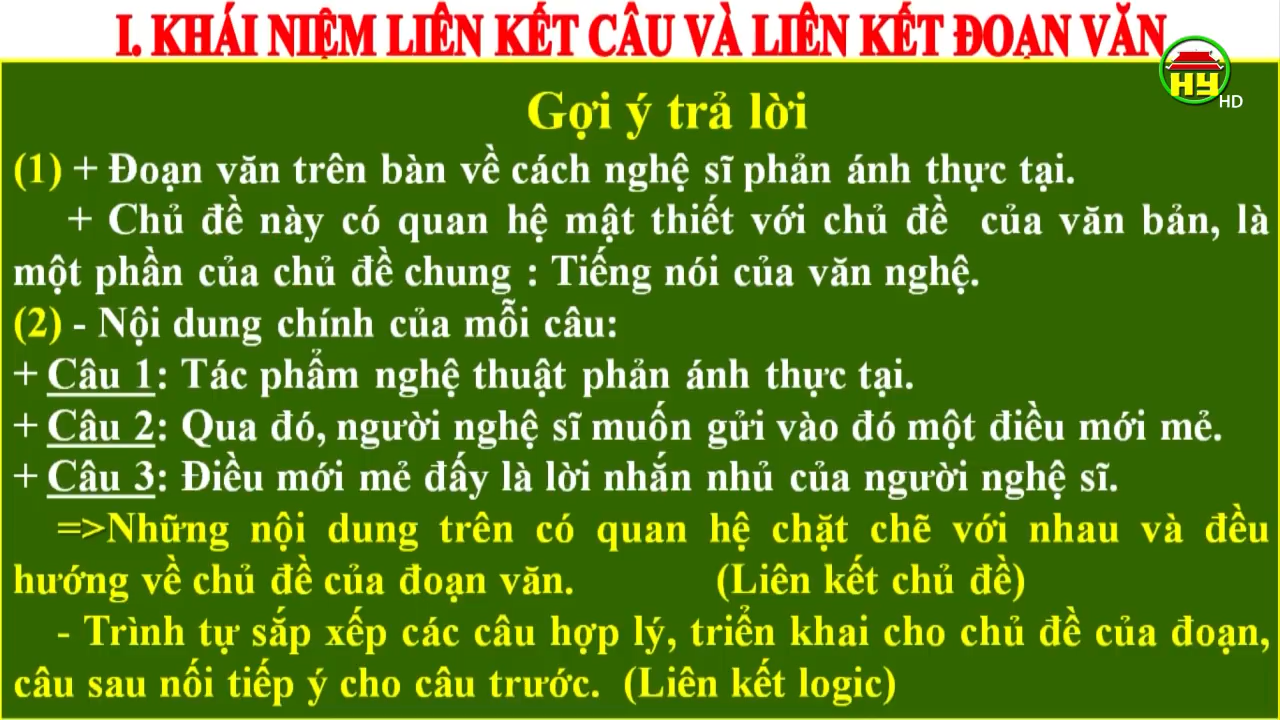 I. KHÁI NIỆM LIÊN KẾT CÂU VÀ LIÊN KẾT ĐOẠN VĂN
HY HD
Gợi ý trả lời
(1) + Đoạn văn trên bàn về cách nghệ sĩ phản ánh thực tại.
+ Chủ đề này có quan hệ mật thiết với chủ đề của văn bản, là
một phần của chủ đề chung : Tiếng nói của văn nghệ.
(2) - Nội dung chính của mỗi câu:
+ Câu 1: Tác phẩm nghệ thuật phản ánh thực tại.
+ Câu 2: Qua đó, người nghệ sĩ muốn gửi vào đó một điều mới mẻ.
+ Câu 3: Điều mới mẻ đấy là lời nhắn nhủ của người nghệ sĩ.
=>Những nội dung trên có quan hệ chặt chẽ với nhau và đều
hướng về chủ đề của đoạn văn. (Liên kết chủ đề)
- Trình tự sắp xếp các câu hợp lý, triển khai cho chủ đề của đoạn,
câu sau nối tiếp ý cho câu trước. (Liên kết logic)